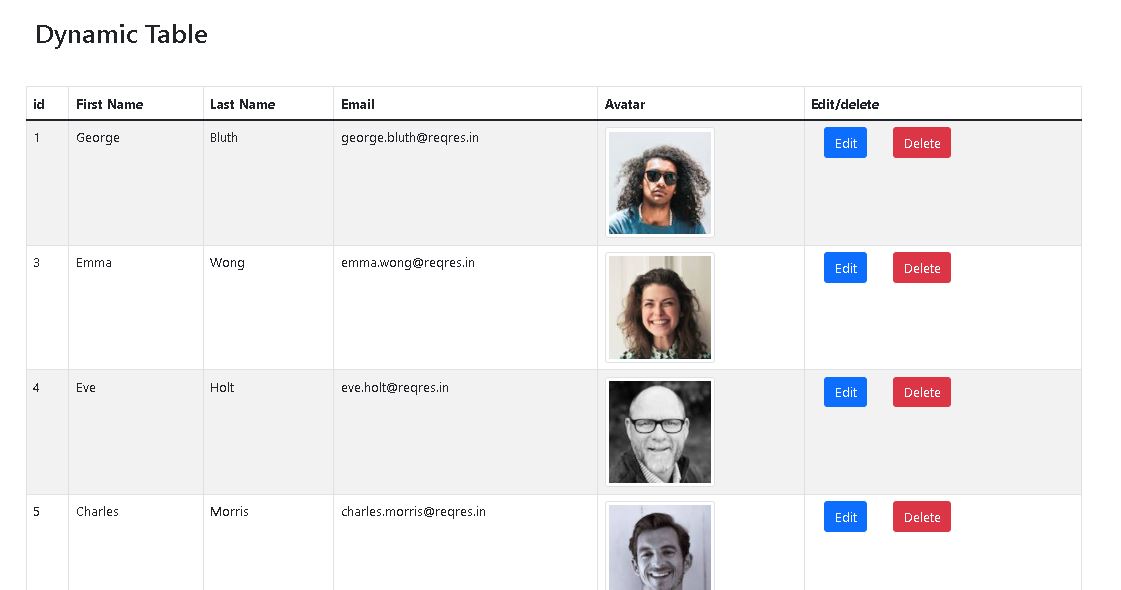 Dynamic Table
id First Name Last Name Email Avatar Edit/delete
1 George Bluth george.bluth@reqres.in Edit Delete
3 Emma Wong emma.wong@reqres.in Edit Delete
4 Eve Holt eve.holt@reqres.in Edit Delete
5 Charles Morris charles.morris@reqres.in Edit Delete